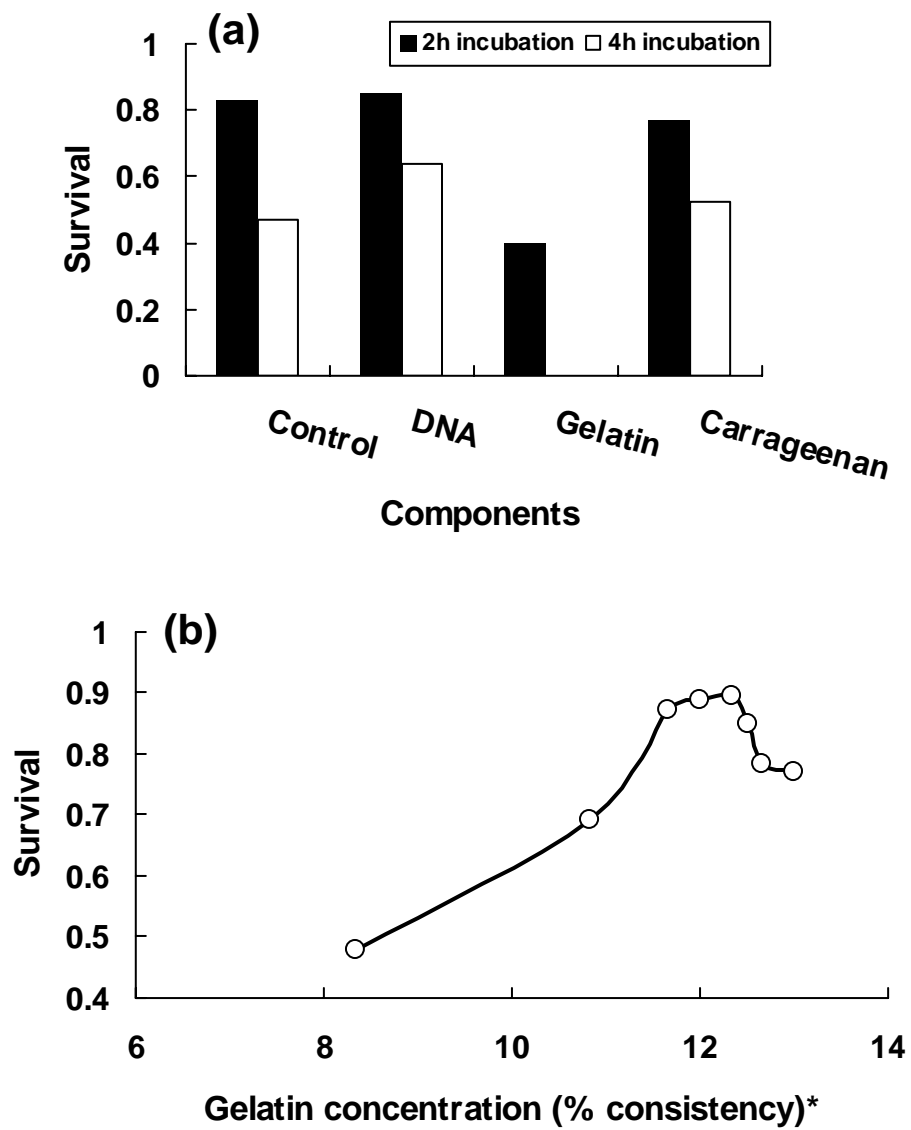 (a)
2h incubation 4h incubation
1
0.8
0.6
0.4
0.2
0
Survival
Control DNA Gelatin Carrageenan
Components
(b)
1
0.9
0.8
0.7
0.6
0.5
0.4
Survival
6 8 10 12 14
Gelatin concentration (% consistency)*